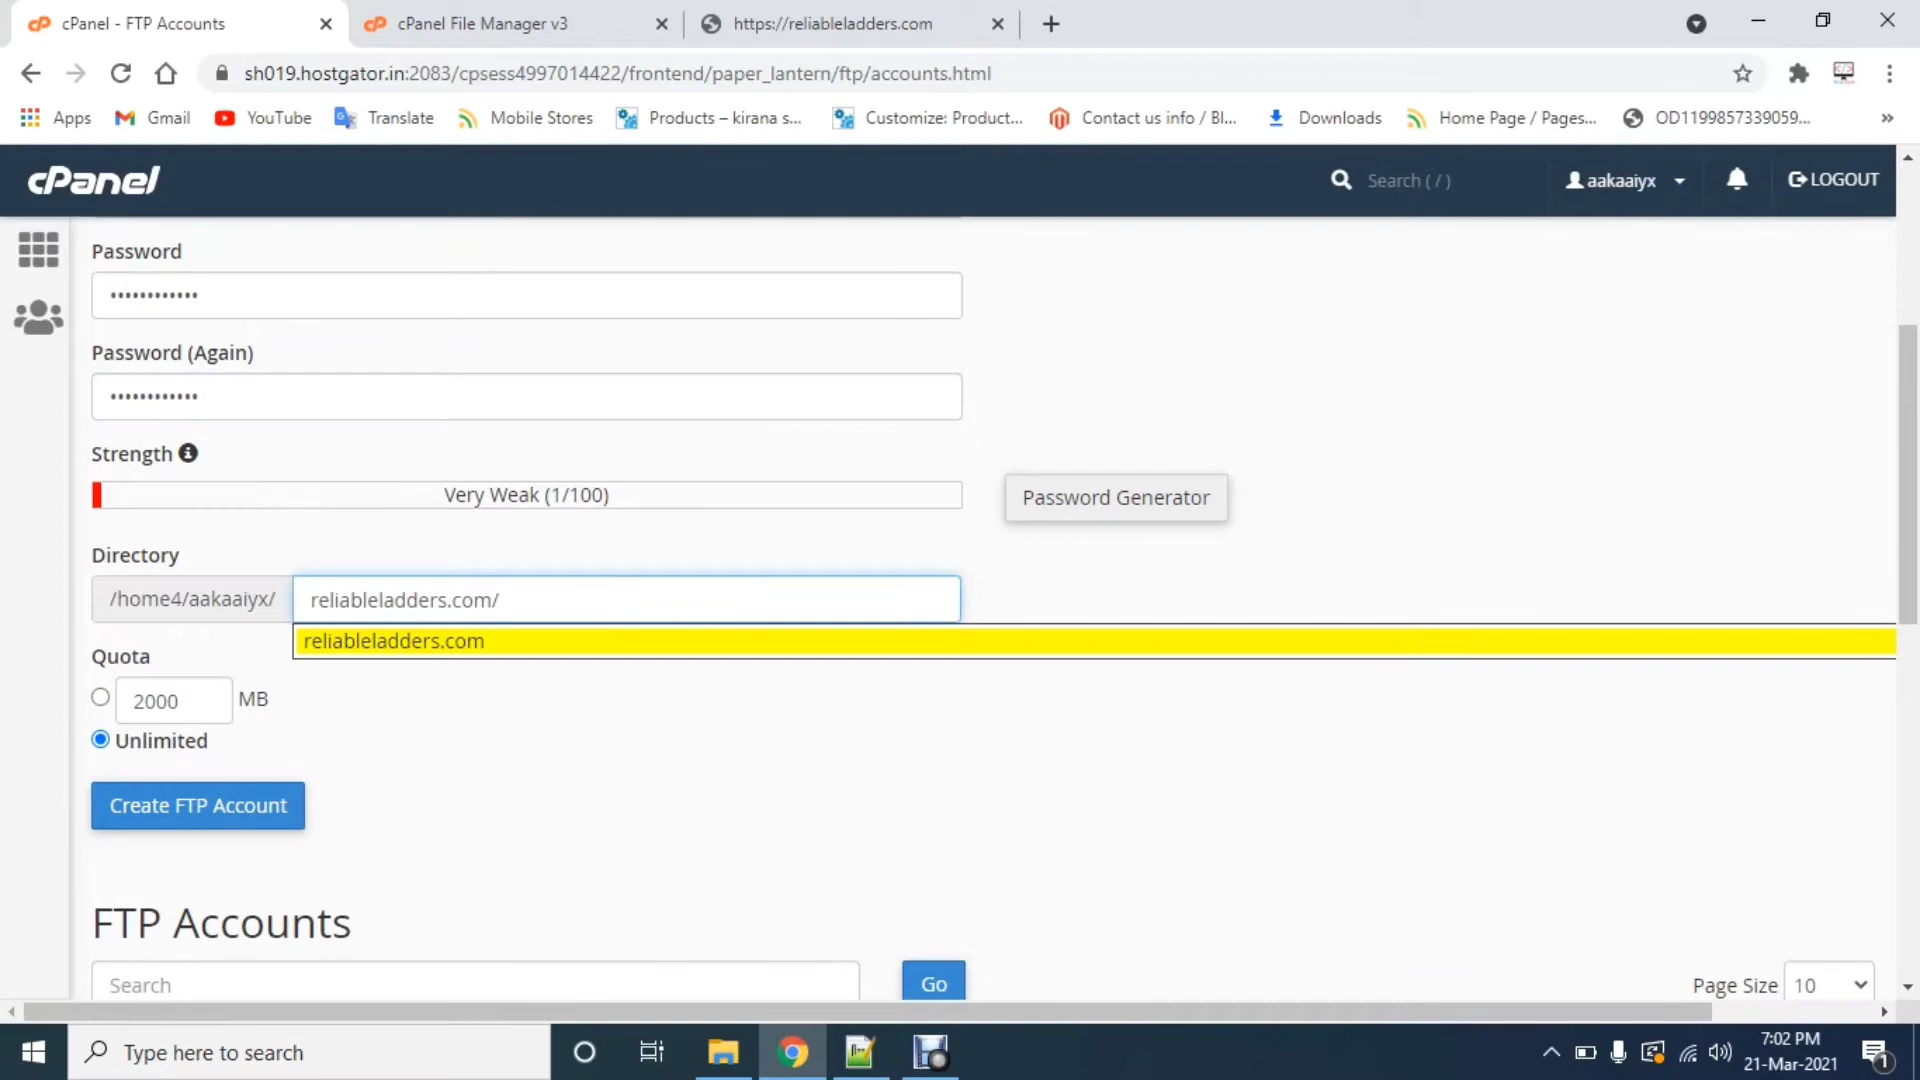 cPanel - FTP Accounts
cPanel File Manager v3
https://reliableladders.com
sh019.hostgator.in:2083/cpsess4997014422/frontend/paper_lantern/ftp/accounts.html
Apps
Gmail
YouTube
Translate
Mobile Stores
Products – kirana s...
Customize: Product...
Contact us info / Bl...
Downloads
Home Page / Pages...
OD1199857339059...
»
cPanel
Search ( / )
aakaaiyx
LOGOUT
Password
••••••••••••
Password (Again)
••••••••••••
Strength
Very Weak (1/100)
Password Generator
Directory
/home4/aakaaiyx/
reliableladders.com/
reliableladders.com
Quota
2000 MB
Unlimited
Create FTP Account
FTP Accounts
Search
Go
Page Size 10
Type here to search
7:02 PM
21-Mar-2021
1